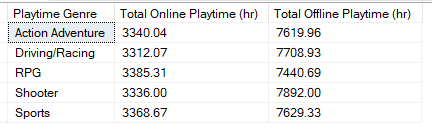 Playtime Genre Total Online Playtime (hr) Total Offline Playtime (hr)
Action Adventure 3340.04 7619.96
Driving/Racing 3312.07 7708.93
RPG 3385.31 7440.69
Shooter 3336.00 7892.00
Sports 3368.67 7629.33